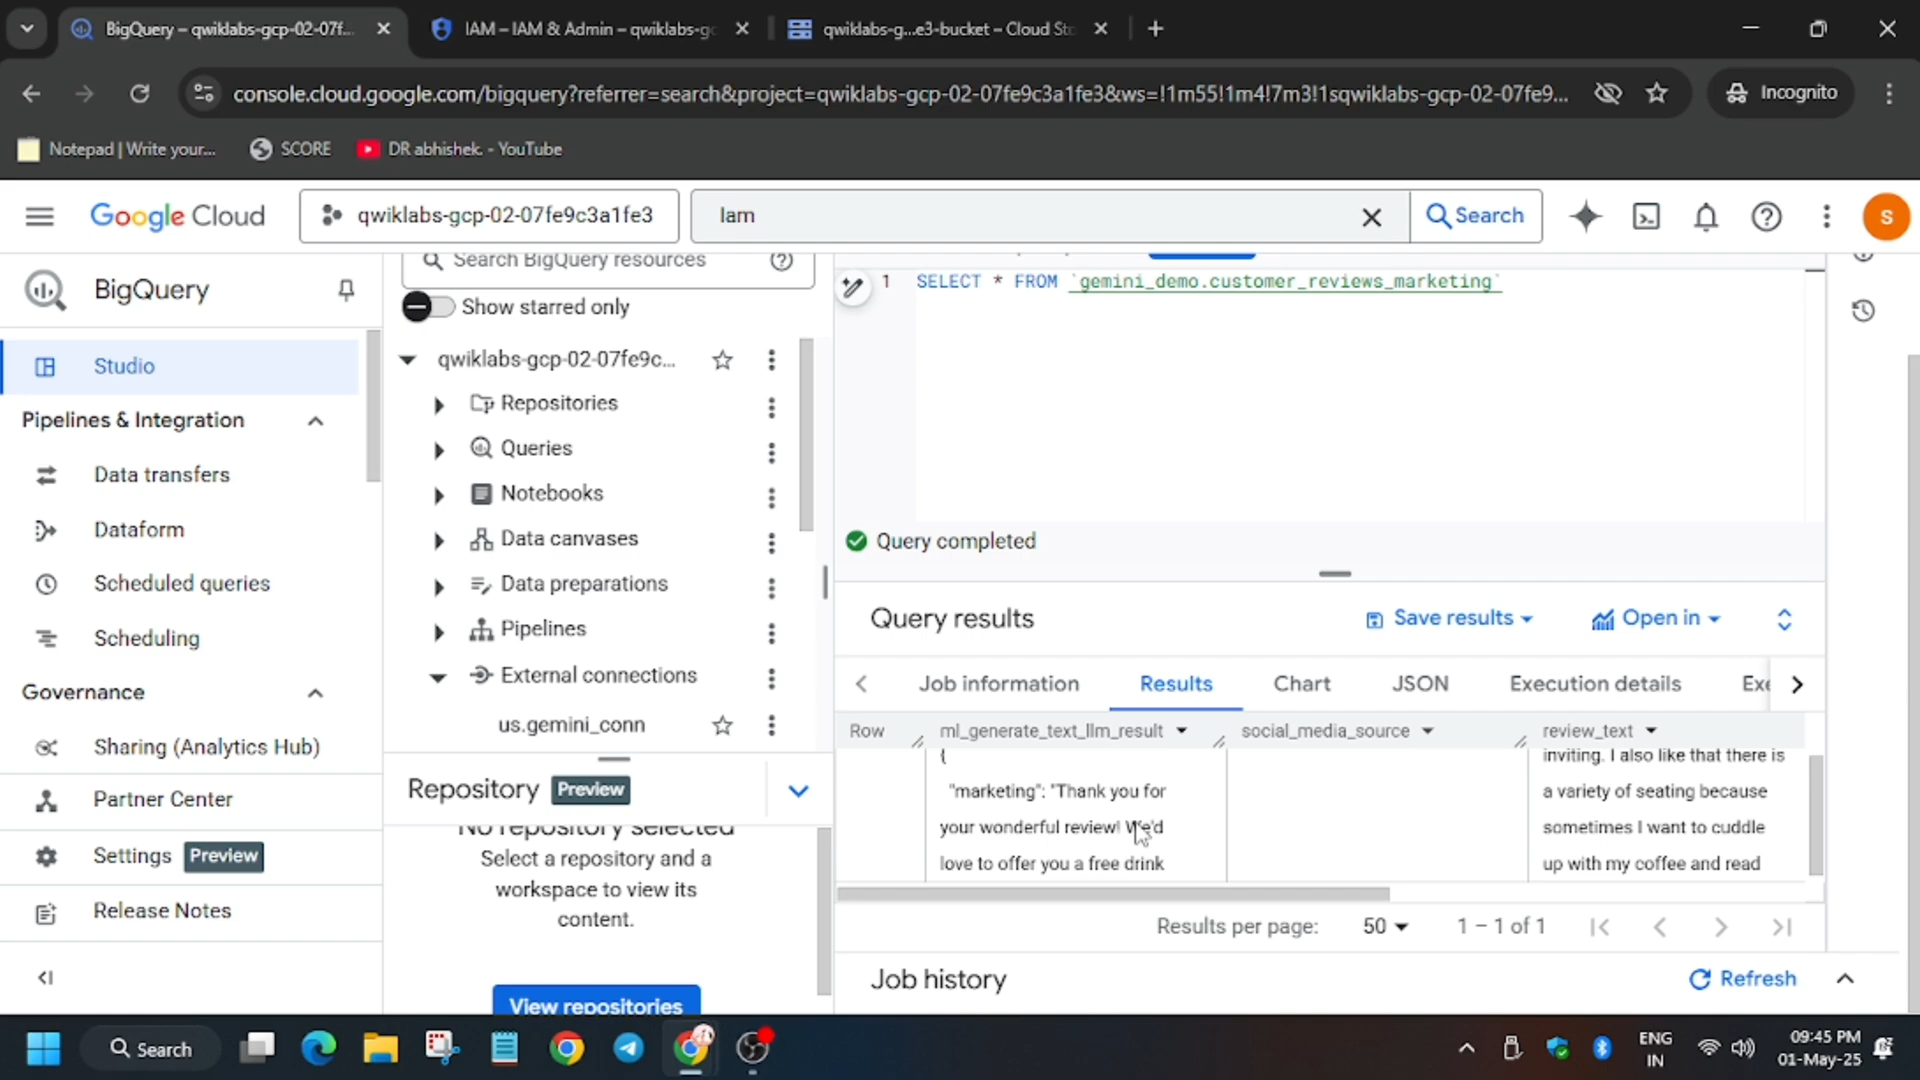 BigQuery – qwiklabs-gcp-02-07f...
IAM – IAM & Admin – qwiklabs-gc
qwiklabs-g...e3-bucket – Cloud Sto
console.cloud.google.com/bigquery?referrer=search&project=qwiklabs-gcp-02-07fe9c3a1fe3&ws=!1m55!1m4!7m3!1sqwiklabs-gcp-02-07fe9...
Incognito
Notepad | Write your...
SCORE
DR abhishek. - YouTube
Google Cloud
qwiklabs-gcp-02-07fe9c3a1fe3
Iam
Search
S
BigQuery
Studio
Pipelines & Integration
Data transfers
Dataform
Scheduled queries
Scheduling
Governance
Sharing (Analytics Hub)
Partner Center
Settings Preview
Release Notes
Search BigQuery resources
Show starred only
qwiklabs-gcp-02-07fe9c...
Repositories
Queries
Notebooks
Data canvases
Data preparations
Pipelines
External connections
us.gemini_conn
Repository Preview
No repository selected
Select a repository and a
workspace to view its
content.
View repositories
1 SELECT * FROM `gemini_demo.customer_reviews_marketing`
Query completed
Query results
Save results
Open in
Job information
Results
Chart
JSON
Execution details
Exe
Row
ml_generate_text_llm_result
social_media_source
review_text
{
"marketing": "Thank you for
your wonderful review! We'd
love to offer you a free drink
inviting. I also like that there is
a variety of seating because
sometimes I want to cuddle
up with my coffee and read
Results per page:
50
1 – 1 of 1
Job history
Refresh
Search
ENG
IN
09:45 PM
01-May-25